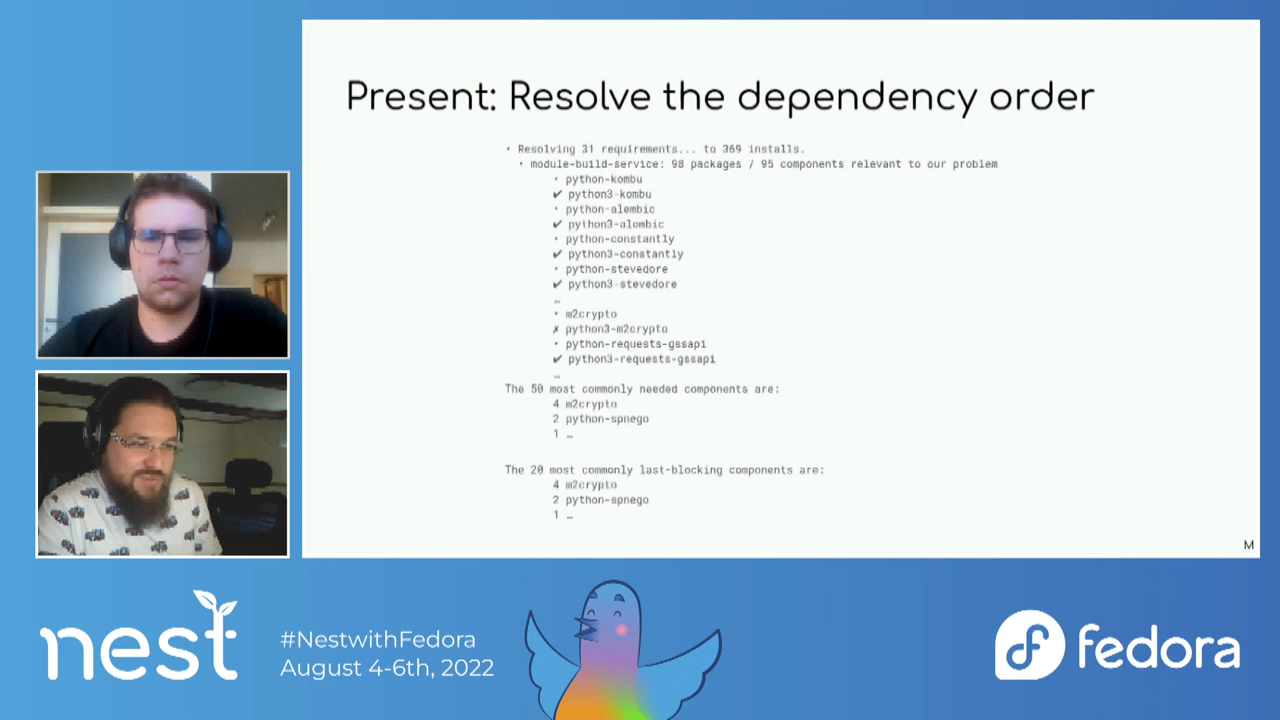 Present: Resolve the dependency order
• Resolving 31 requirements... to 369 installs.
• module-build-service: 98 packages / 95 components relevant to our problem
• python-kombu
✔ python3-kombu
• python-alembic
✔ python3-alembic
• python-constantly
✔ python3-constantly
• python-stevedore
✔ python3-stevedore
…
• m2crypto
✗ python3-m2crypto
• python-requests-gssapi
✔ python3-requests-gssapi
…
The 50 most commonly needed components are:
4 m2crypto
2 python-spnego
1 …
The 20 most commonly last-blocking components are:
4 m2crypto
2 python-spnego
1 …
M
nest
#NestwithFedora
August 4-6th, 2022
fedora